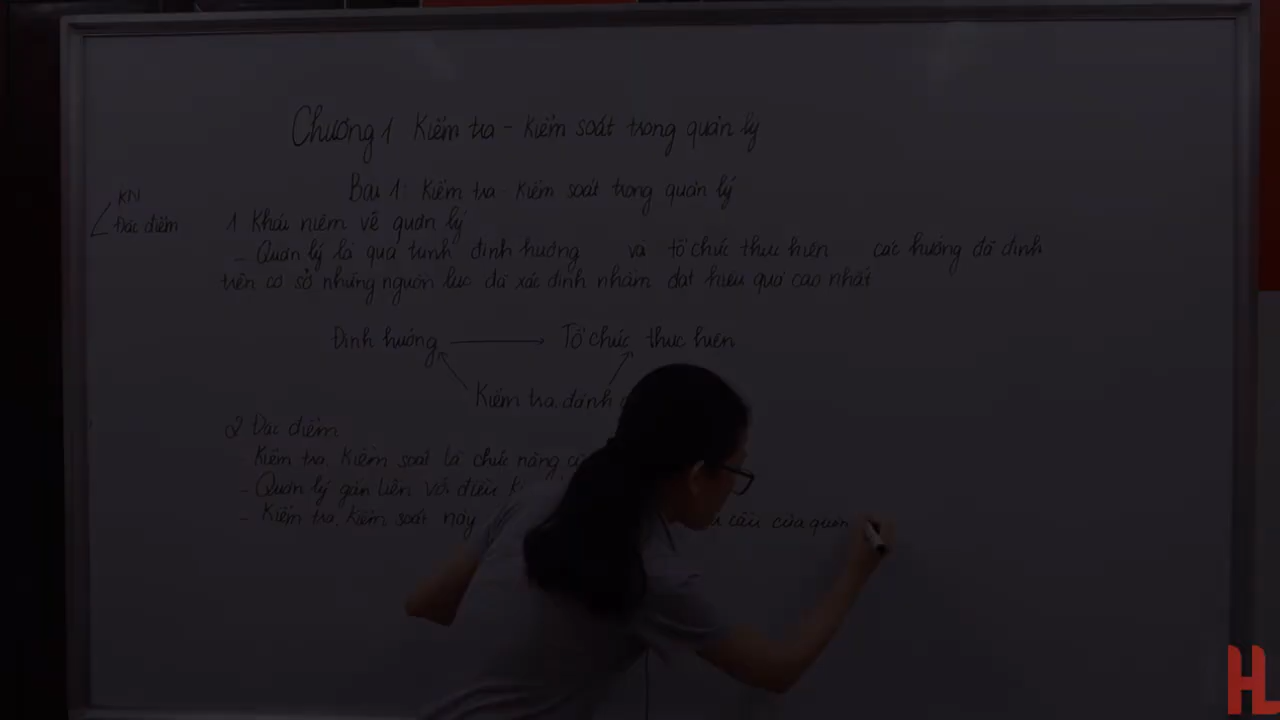 Chương 1 Kiểm tra - Kiểm soát trong quản lý
Bài 1: Kiểm tra - Kiểm soát trong quản lý
KN
Đặc điểm
1 Khái niệm về quản lý
- Quản lý là quá trình định hướng và tổ chức thực hiện các hướng đã định
trên cơ sở những nguồn lực đã xác định nhằm đạt hiệu quả cao nhất
Định hướng → Tổ chức thực hiện
Kiểm tra, đánh
2 Đặc điểm
- Kiểm tra, kiểm soát là chức năng
- Quản lý gắn liền với điều
- Kiểm tra, kiểm soát này cầu của quản
HL